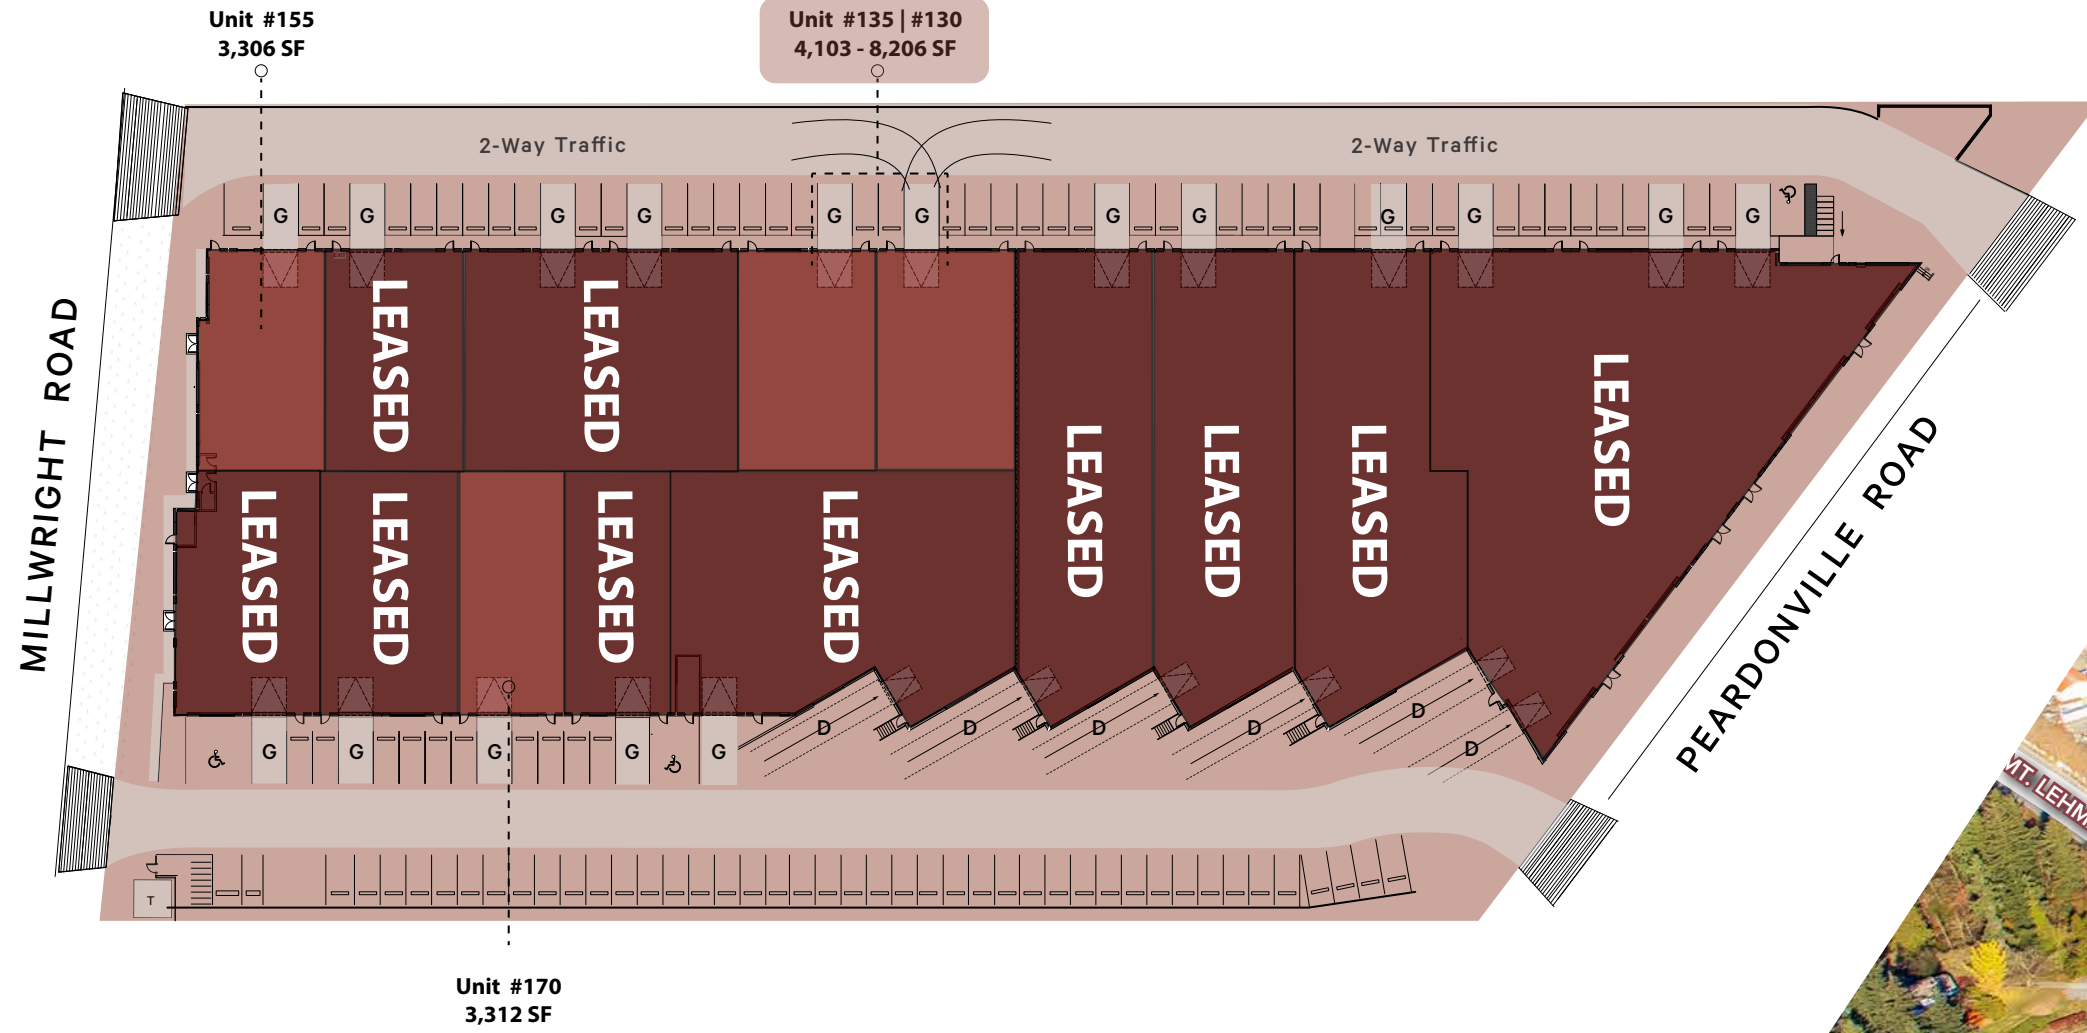 Unit #155
3,306 SF
Unit #135 | #130
4,103 - 8,206 SF
2-Way Traffic
2-Way Traffic
G
G
G
G
G
G
G
G
G
G
G
G
LEASED
LEASED
LEASED
LEASED
LEASED
LEASED
LEASED
LEASED
LEASED
LEASED
MILLWRIGHT ROAD
PEARDONVILLE ROAD
G
G
G
G
G
D
D
D
D
D
D
T
MT. LEHM
Unit #170
3,312 SF